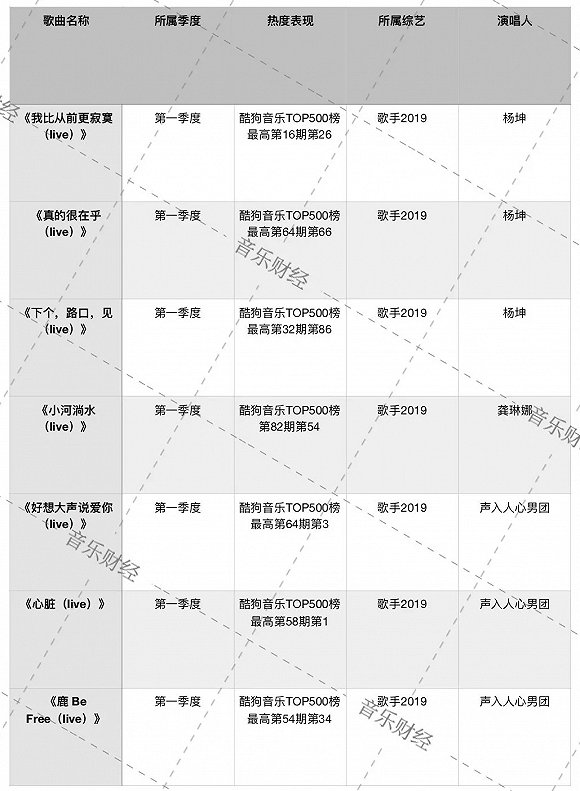 歌曲名称 所属季度 热度表现 所属综艺 演唱人
《我比从前更寂寞 第一季度 酷狗音乐TOP500榜 歌手2019 杨坤
（live）》 最高第16期第26
《真的很在乎 第一季度 酷狗音乐TOP500榜 歌手2019 杨坤
（live）》 最高第64期第66
《下个，路口，见 第一季度 酷狗音乐TOP500榜 歌手2019 杨坤
（live）》 最高第32期第86
《小河淌水 第一季度 酷狗音乐TOP500榜 歌手2019 龚琳娜
（live）》 第82期第54
《好想大声说爱你 第一季度 酷狗音乐TOP500榜 歌手2019 声入人心男团
（live）》 最高第64期第3
《心脏（live）》 第一季度 酷狗音乐TOP500榜 歌手2019 声入人心男团
最高第58期第1
《鹿 Be 第一季度 酷狗音乐TOP500榜 歌手2019 声入人心男团
Free（live）》 最高第54期第34
财经
音乐财经
音乐财
音乐财经
音乐财经